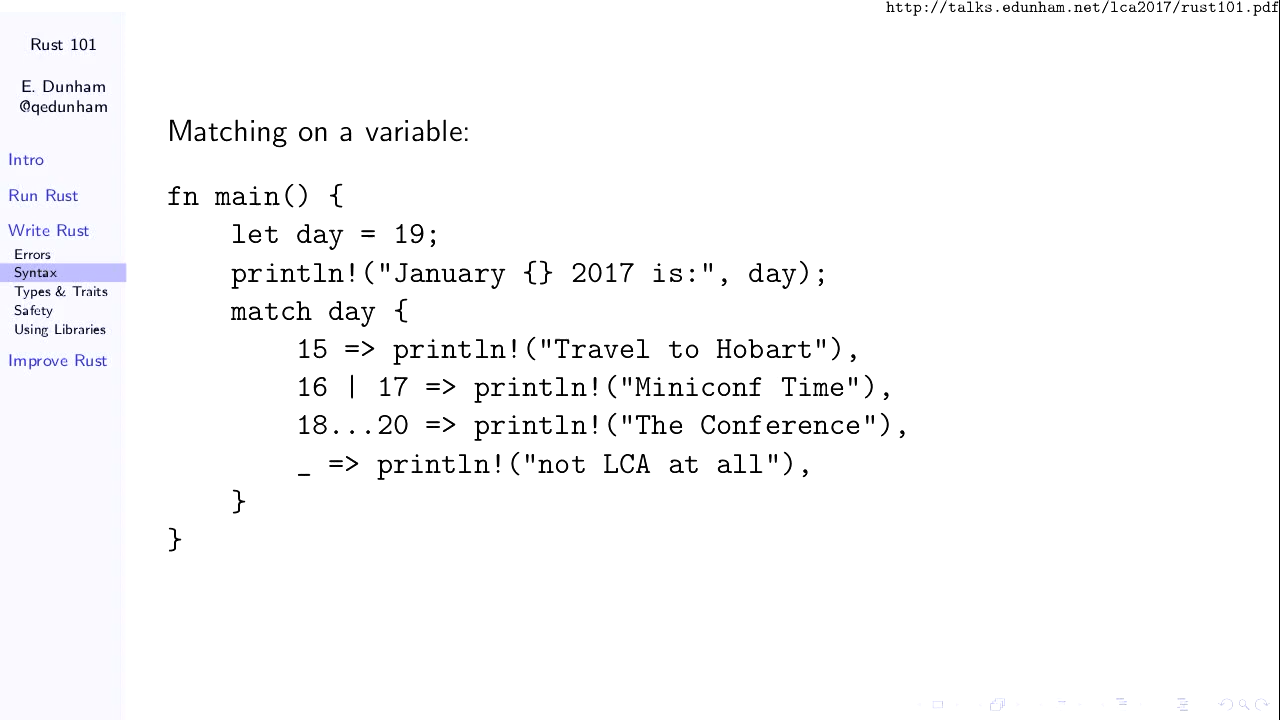 http://talks.edunham.net/lca2017/rust101.pdf
Rust 101
E. Dunham
@qedunham
Intro
Run Rust
Write Rust
Errors
Syntax
Types & Traits
Safety
Using Libraries
Improve Rust
Matching on a variable:
fn main() {
    let day = 19;
    println!("January {} 2017 is:", day);
    match day {
        15 => println!("Travel to Hobart"),
        16 | 17 => println!("Miniconf Time"),
        18...20 => println!("The Conference"),
        _ => println!("not LCA at all"),
    }
}